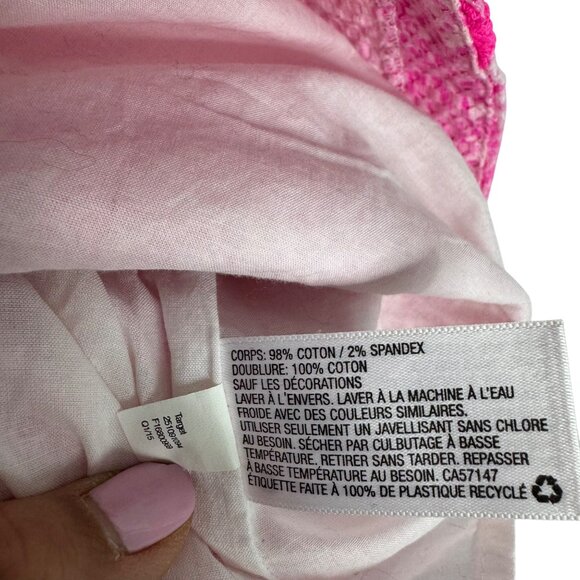 CORPS: 98% COTON / 2% SPANDEX
DOUBLURE: 100% COTON
SAUF LES DÉCORATIONS
LAVER À L'ENVERS. LAVER À LA MACHINE À L'EAU
FROIDE AVEC DES COULEURS SIMILAIRES.
UTILISER SEULEMENT UN JAVELLISANT SANS CHLORE
AU BESOIN. SÉCHER PAR CULBUTAGE À BASSE
TEMPÉRATURE. RETIRER SANS TARDER. REPASSER
À BASSE TEMPÉRATURE AU BESOIN. CA57147
ÉTIQUETTE FAITE À 100% DE PLASTIQUE RECYCLÉ
Target
Q1/15